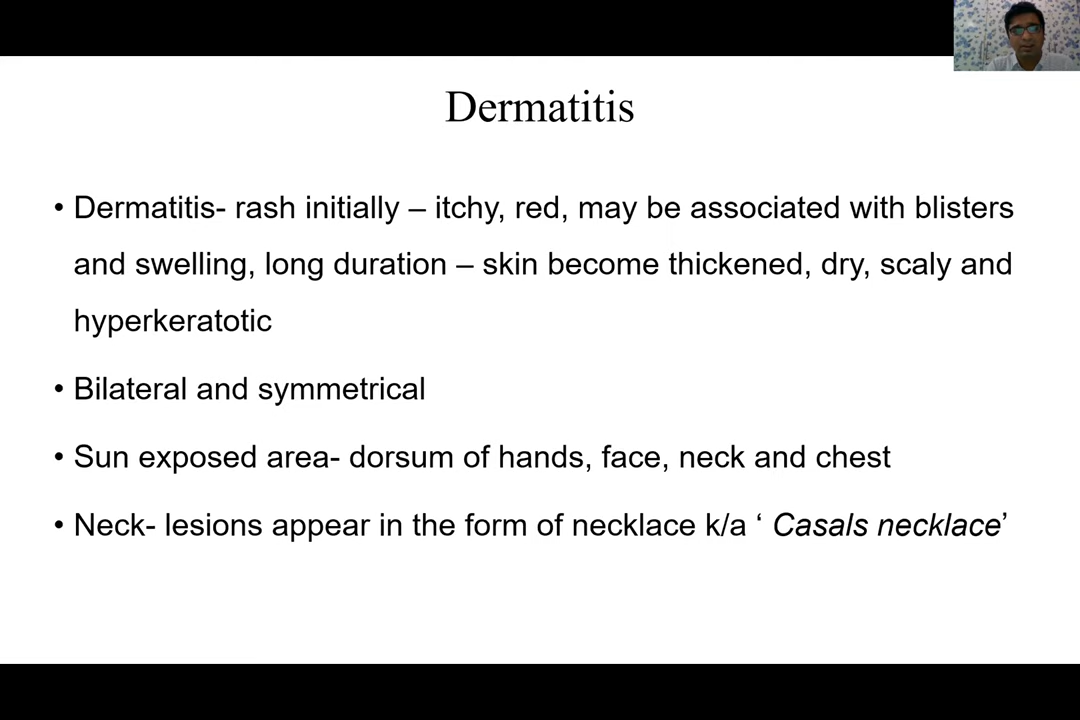 Dermatitis
• Dermatitis- rash initially – itchy, red, may be associated with blisters
and swelling, long duration – skin become thickened, dry, scaly and
hyperkeratotic
• Bilateral and symmetrical
• Sun exposed area- dorsum of hands, face, neck and chest
• Neck- lesions appear in the form of necklace k/a ‘ Casals necklace’